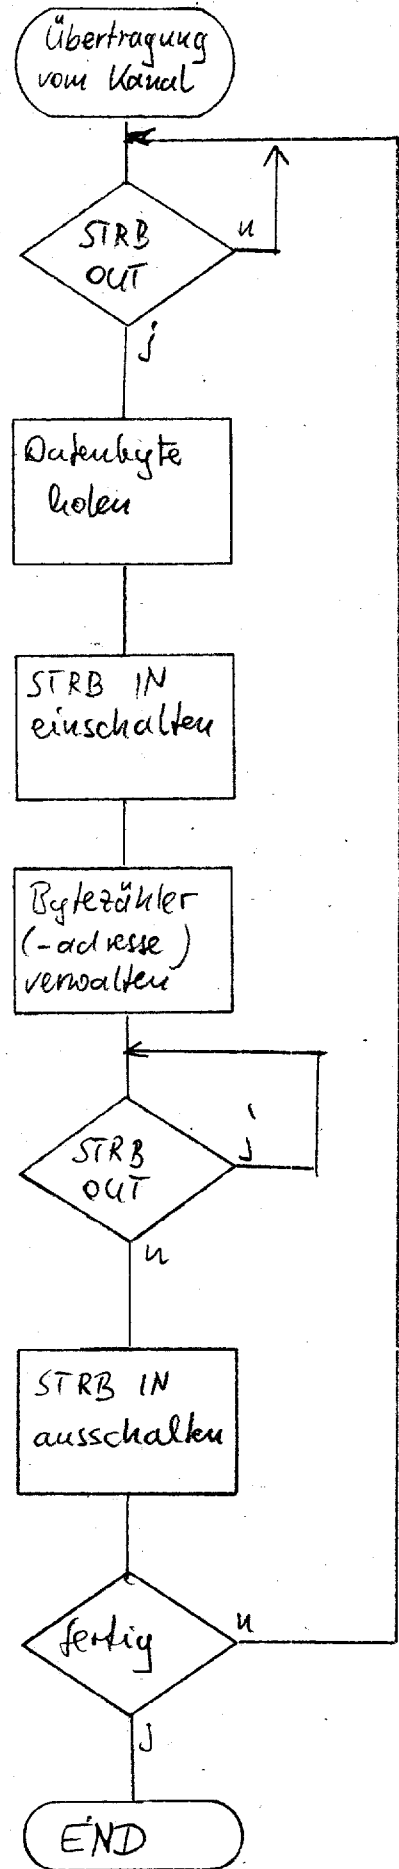 Übertragung
vom Kanal
STRB
OUT
n
j
Datenbyte
holen
STRB IN
einschalten
Bytezähler
(-adresse)
verwalten
STRB
OUT
j
n
STRB IN
ausschalten
fertig
n
j
END